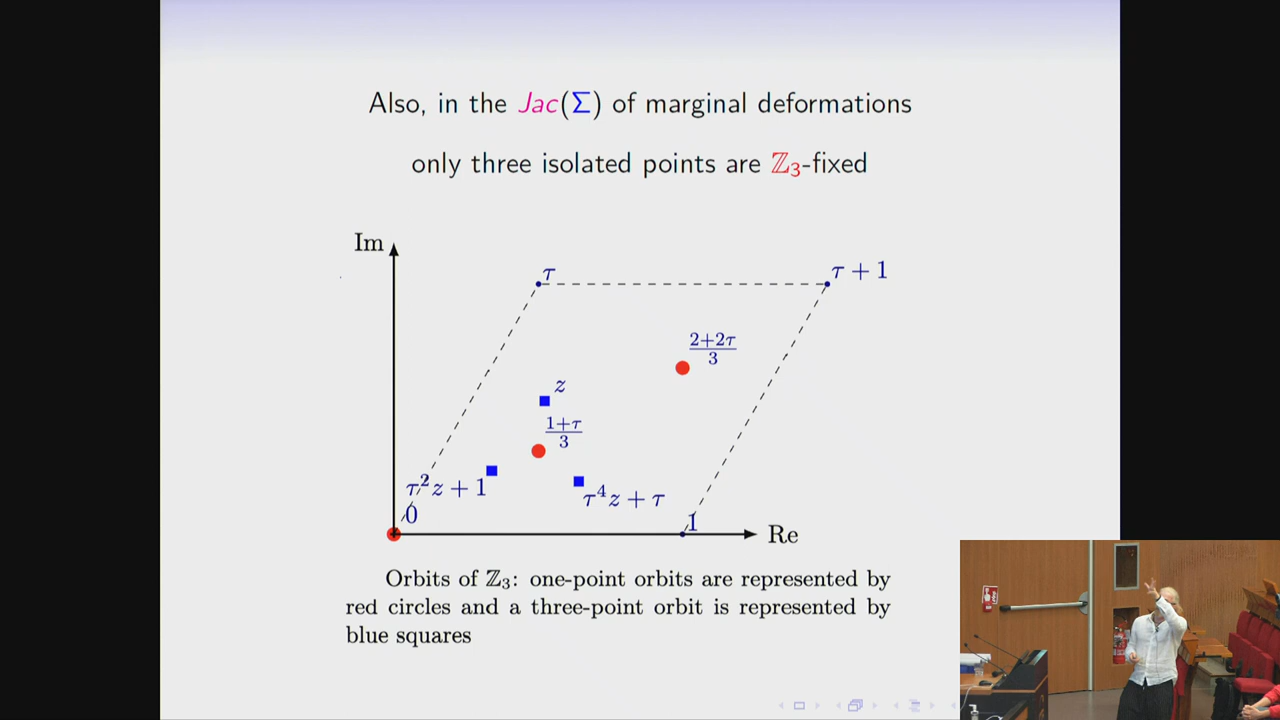 Also, in the Jac(Σ) of marginal deformations
only three isolated points are ℤ₃-fixed
Im
τ
τ + 1
2+2τ
3
z
1+τ
3
τ²z + 1
τ⁴z + τ
0
1
Re
Orbits of ℤ₃: one-point orbits are represented by
red circles and a three-point orbit is represented by
blue squares